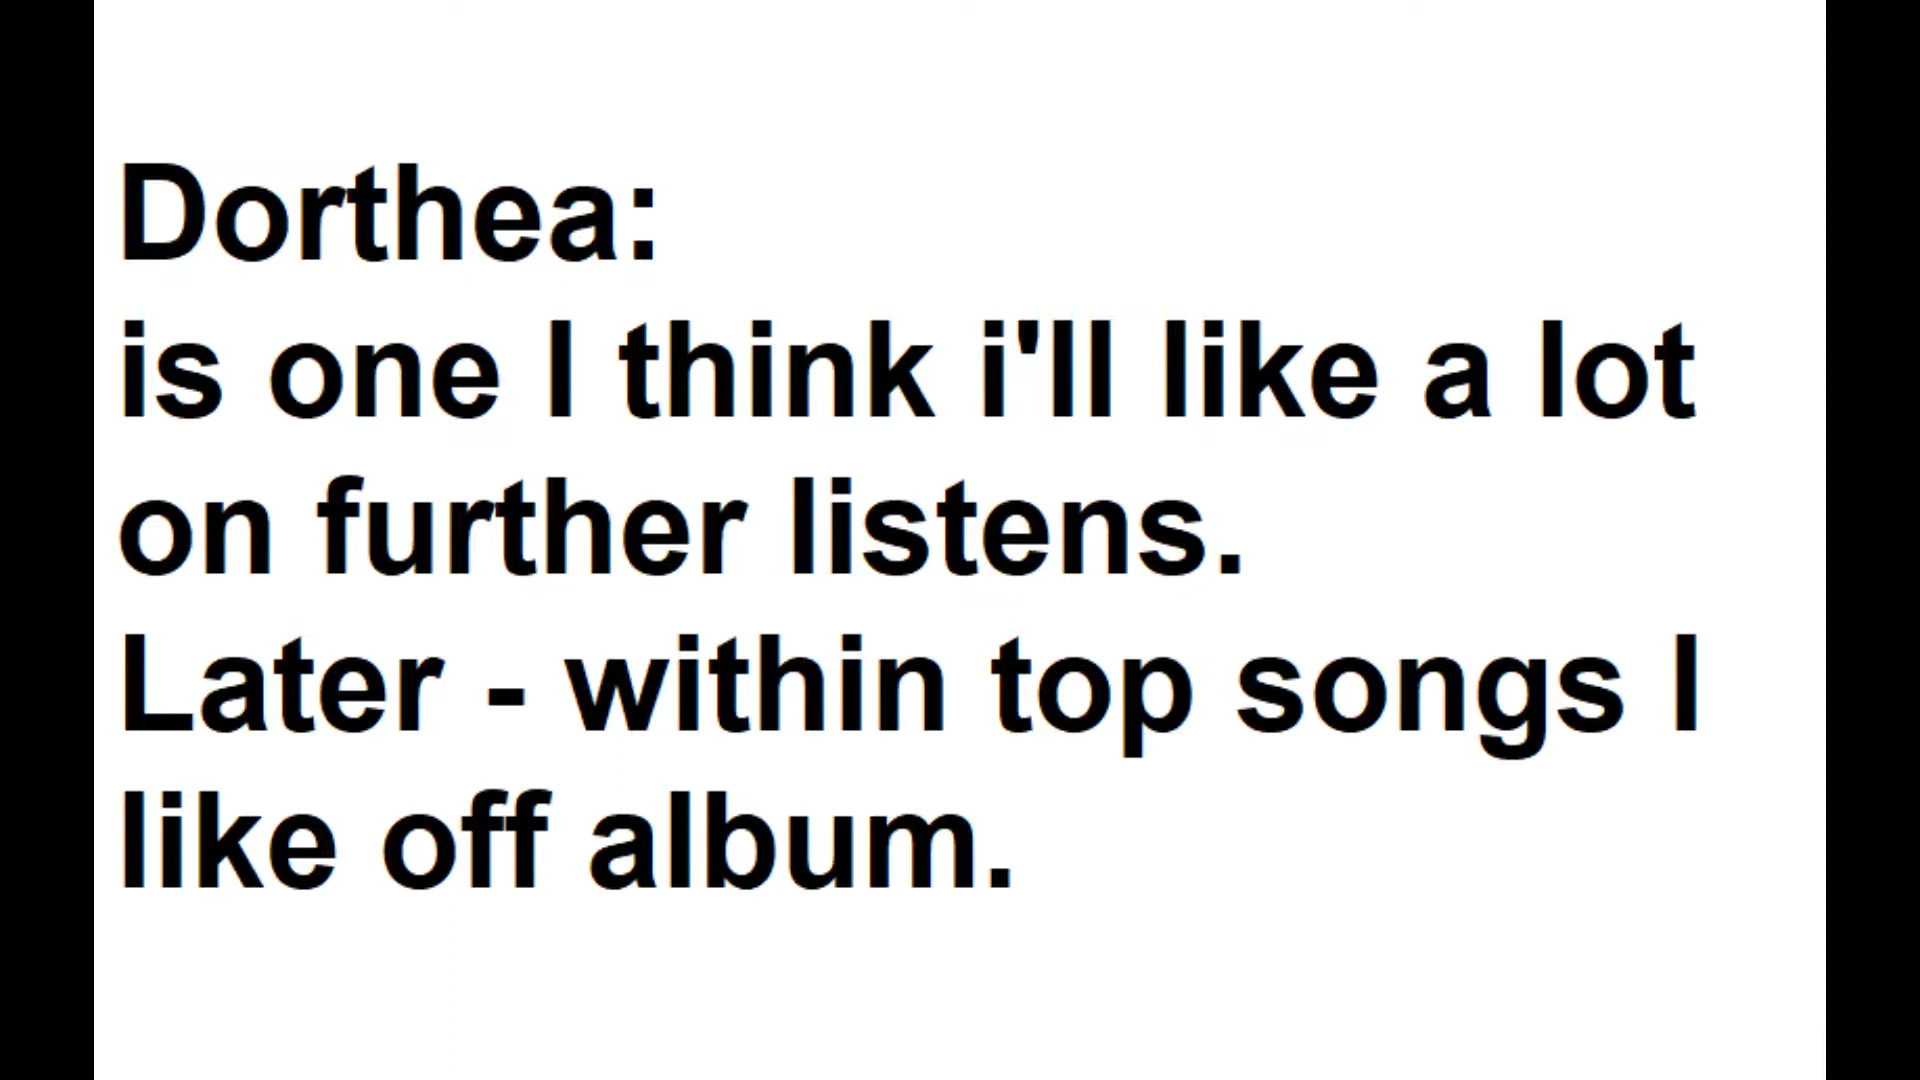 Dorthea:
is one I think i'll like a lot
on further listens.
Later - within top songs I
like off album.